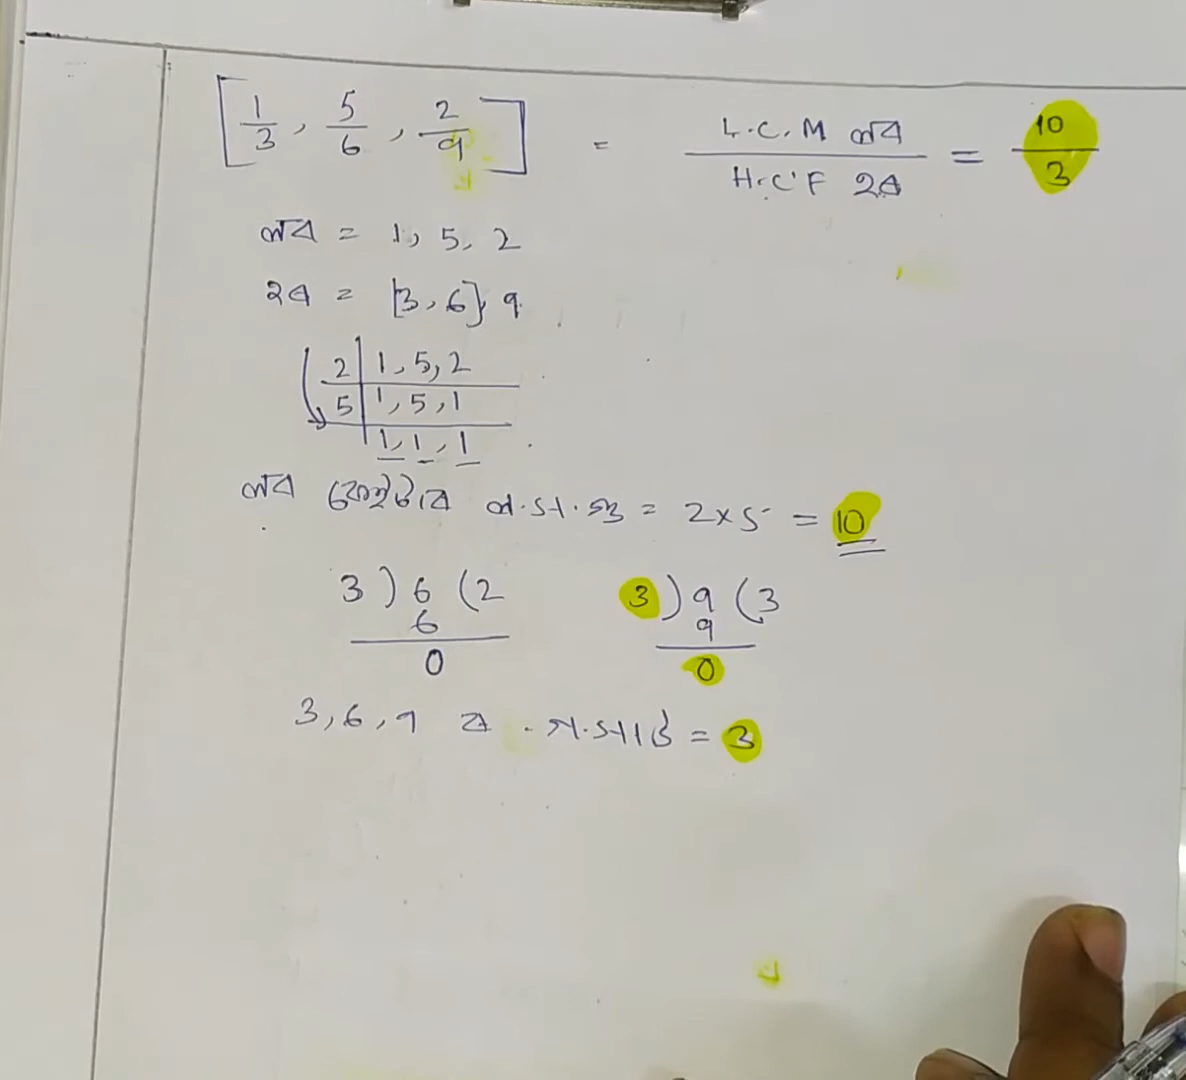 [1/3, 5/6, 2/9] = L.C.M লব / H.C.F হর = 10/3
লব = 1, 5, 2
হর = [3, 6], 9
2 | 1, 5, 2
5 | 1, 5, 1
1, 1, 1
লব ল.সা.গু = 2×5 = 10
3 ) 6 ( 2    3 ) 9 ( 3
6    9
0    0
3, 6, 9 র . গ.সা.গু = 3